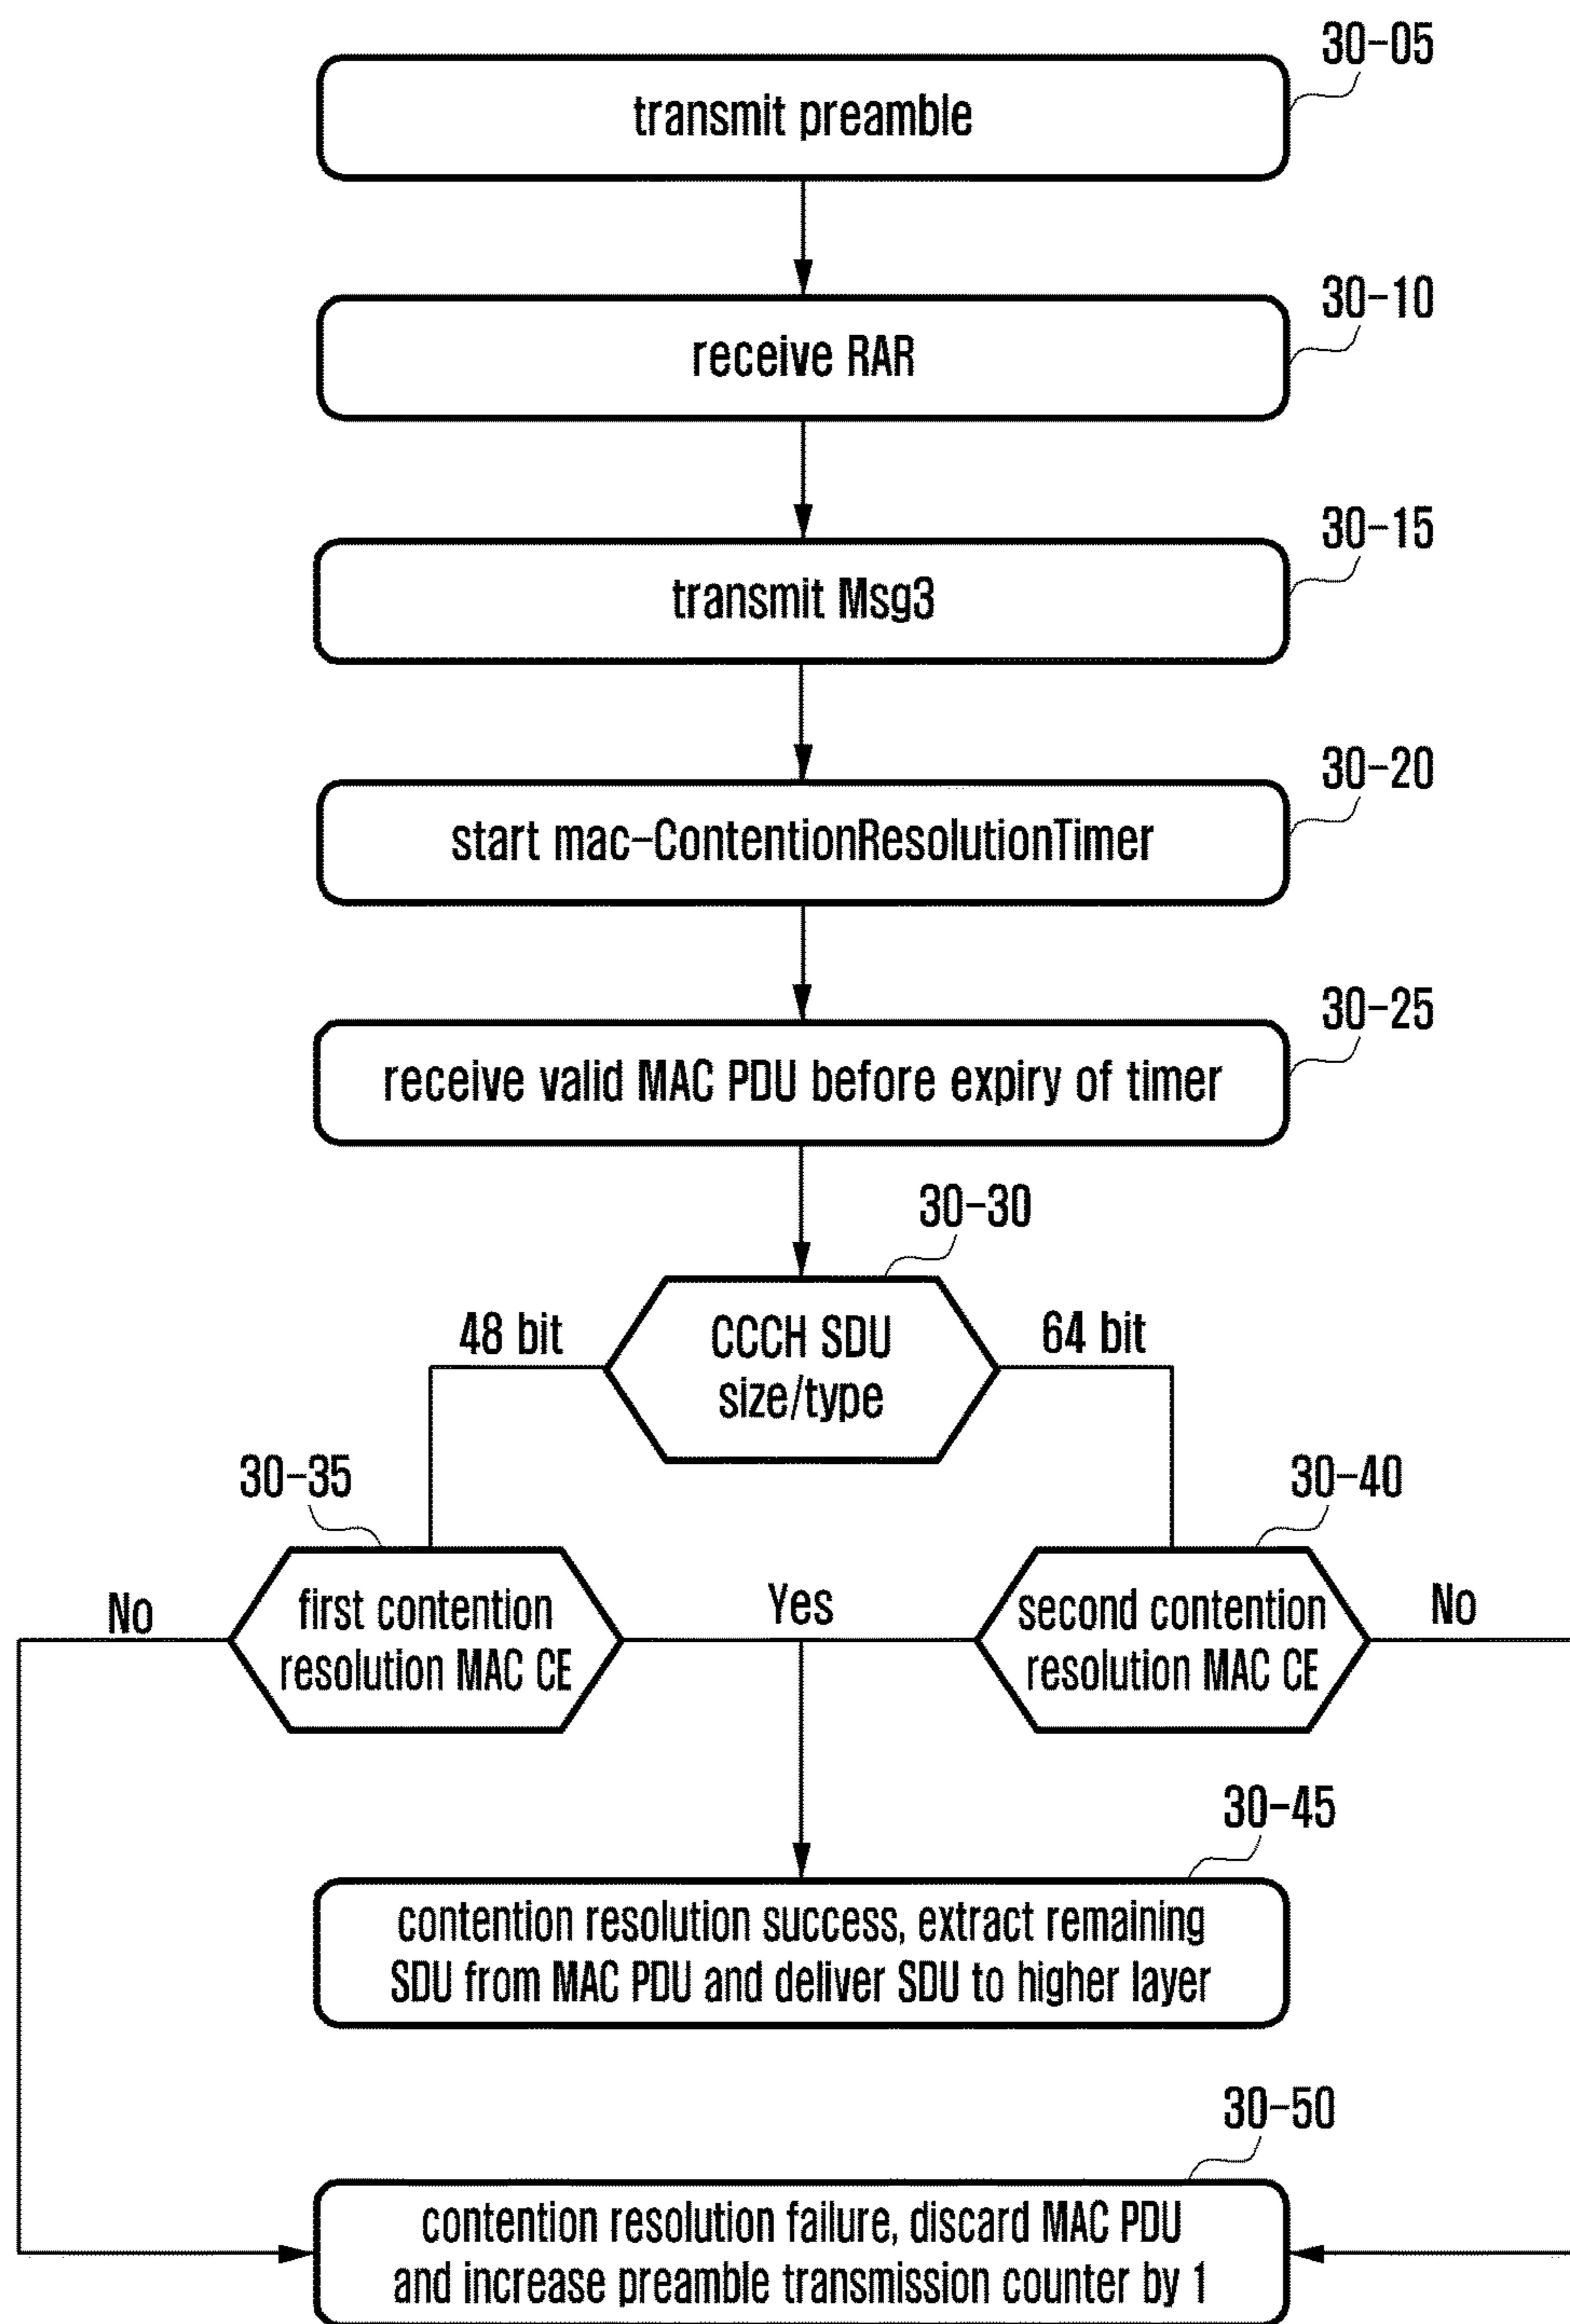 30-05
transmit preamble
30-10
receive RAR
30-15
transmit Msg3
30-20
start mac-ContentionResolutionTimer
30-25
receive valid MAC PDU before expiry of timer
30-30
48 bit
CCCH SDU
size/type
64 bit
30-35
30-40
No
first contention
resolution MAC CE
Yes
second contention
resolution MAC CE
No
30-45
contention resolution success, extract remaining
SDU from MAC PDU and deliver SDU to higher layer
30-50
contention resolution failure, discard MAC PDU
and increase preamble transmission counter by 1